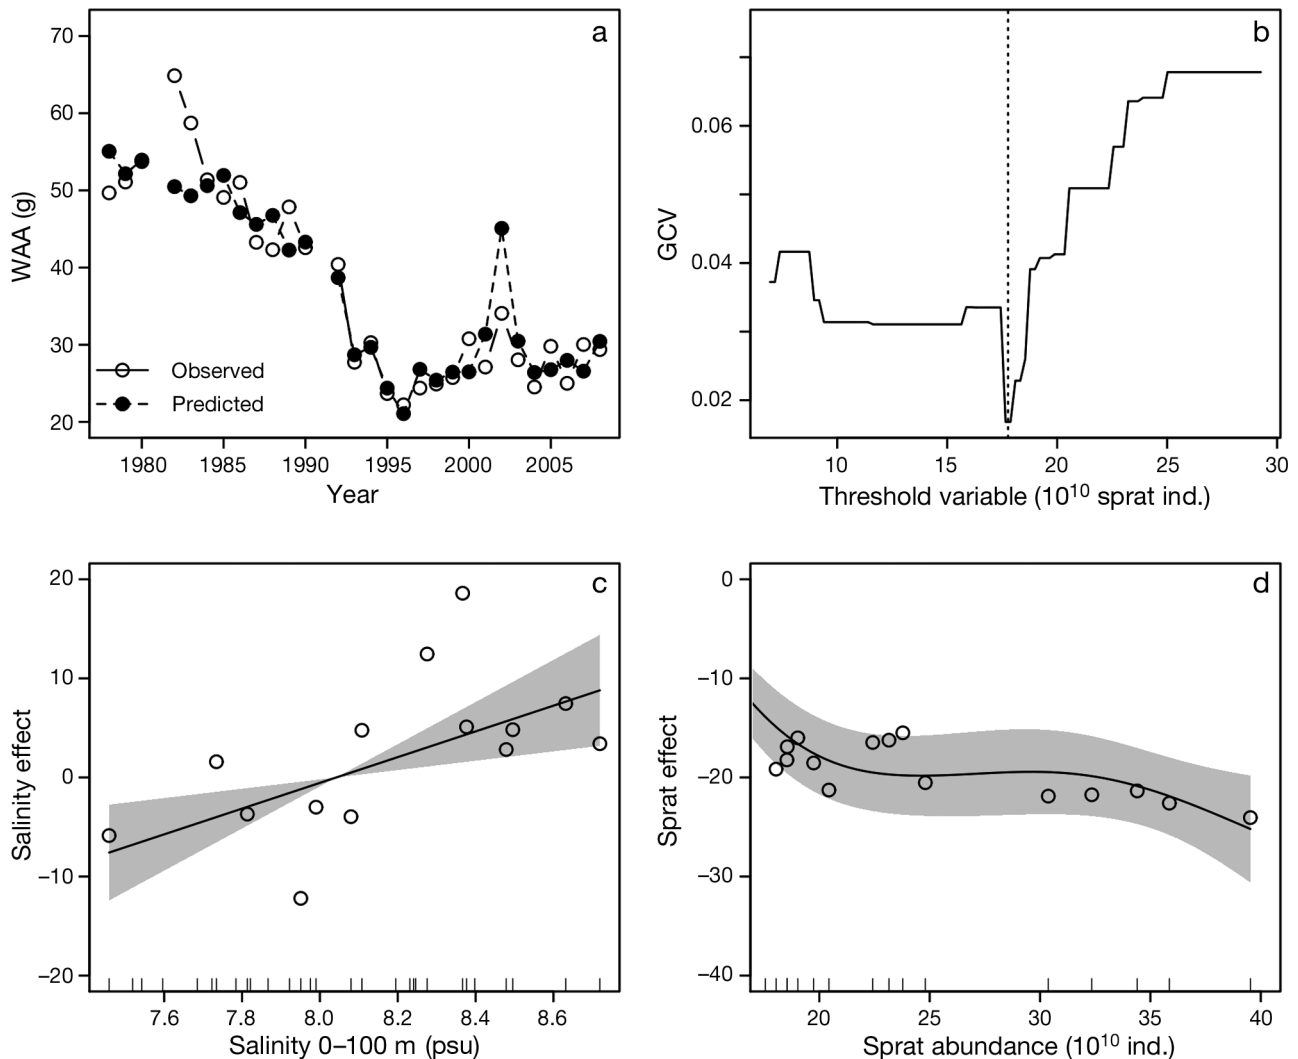 a
70
60
50
40
30
20
WAA (g)
Observed
Predicted
1980 1985 1990 1995 2000 2005
Year
b
0.06
0.04
0.02
GCV
10 15 20 25 30
Threshold variable (10¹⁰ sprat ind.)
c
20
10
0
–10
–20
Salinity effect
7.6 7.8 8.0 8.2 8.4 8.6
Salinity 0–100 m (psu)
d
0
–10
–20
–30
–40
Sprat effect
20 25 30 35 40
Sprat abundance (10¹⁰ ind.)